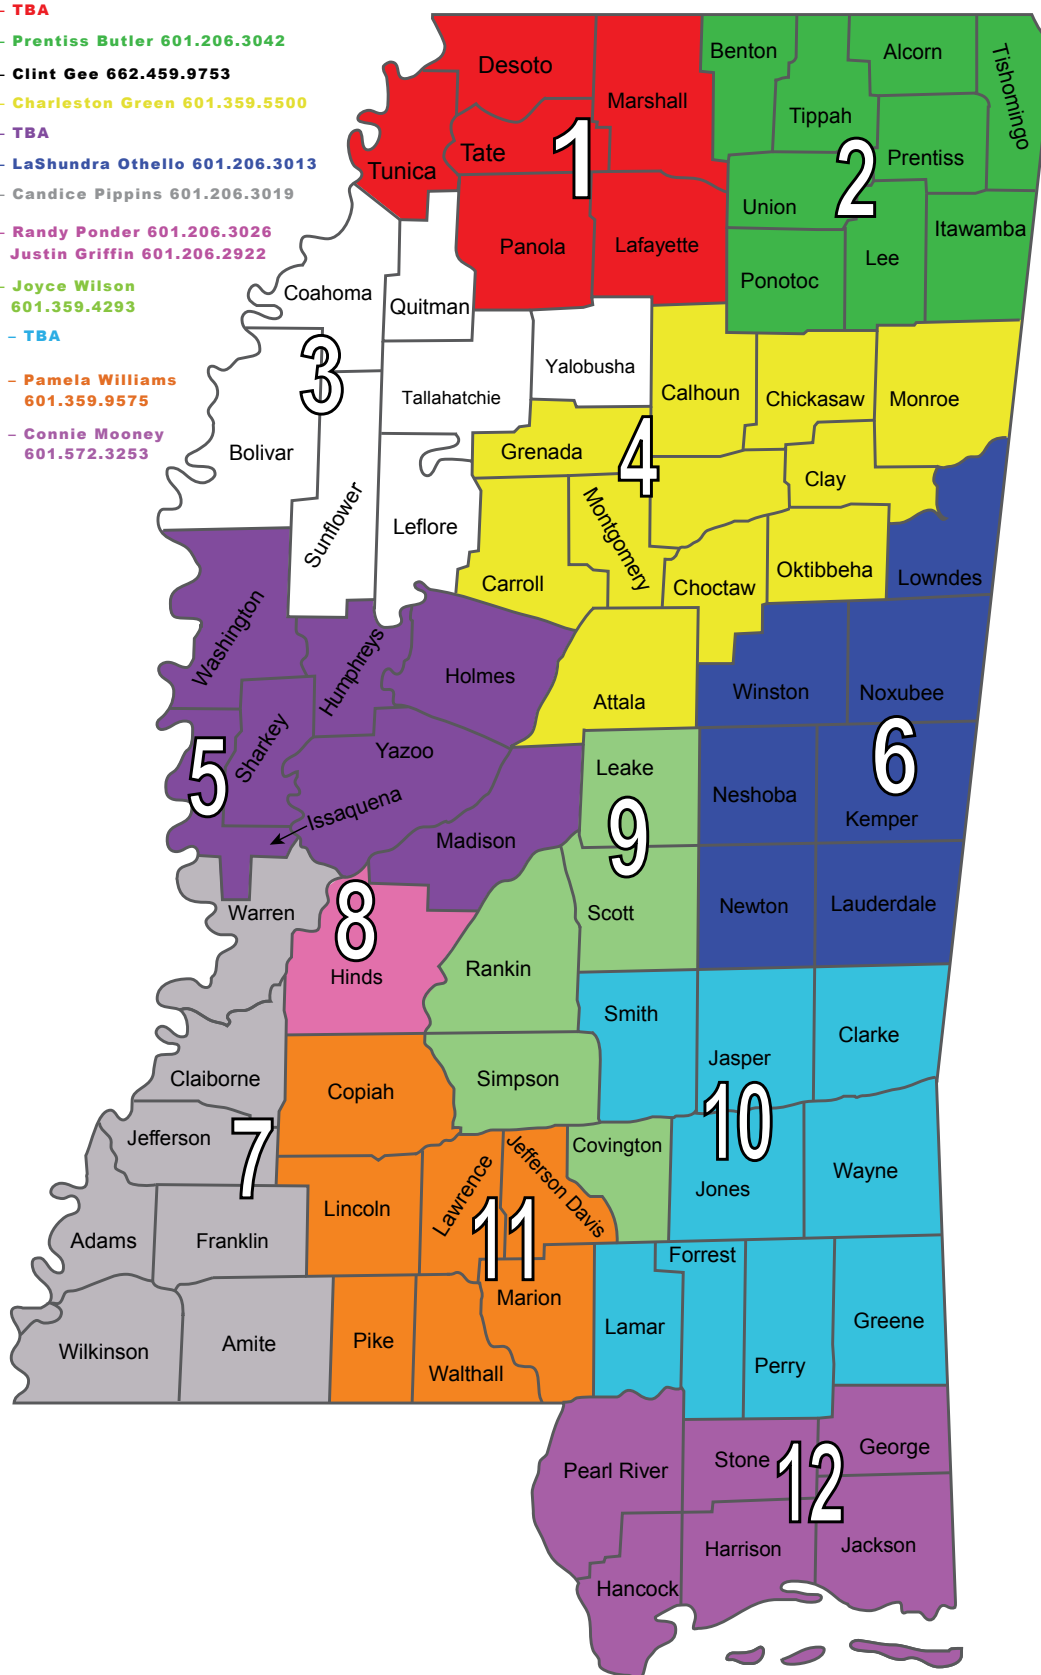 – TBA
– Prentiss Butler 601.206.3042
– Clint Gee 662.459.9753
– Charleston Green 601.359.5500
– TBA
– LaShundra Othello 601.206.3013
– Candice Pippins 601.206.3019
– Randy Ponder 601.206.3026
Justin Griffin 601.206.2922
– Joyce Wilson
601.359.4293
– TBA
– Pamela Williams
601.359.9575
– Connie Mooney
601.572.3253
Desoto
Marshall
Tate
Tunica
Panola
Lafayette
1
Benton
Alcorn
Tishomingo
Tippah
Prentiss
Union
Itawamba
Lee
Ponotoc
2
Coahoma
Quitman
Yalobusha
Tallahatchie
Bolivar
Sunflower
Leflore
3
Calhoun
Chickasaw
Monroe
Grenada
Clay
Montgomery
Carroll
Choctaw
Oktibbeha
Attala
4
Washington
Humphreys
Holmes
Sharkey
Yazoo
Issaquena
Madison
5
Lowndes
Winston
Noxubee
Neshoba
Kemper
Newton
Lauderdale
6
Leake
Scott
Rankin
Simpson
Covington
9
Hinds
8
Warren
Claiborne
Jefferson
Adams
Franklin
Wilkinson
Amite
7
Smith
Jasper
Clarke
Jones
Wayne
Forrest
Lamar
Perry
Greene
10
Copiah
Lincoln
Lawrence
Jefferson Davis
Marion
Pike
Walthall
11
Pearl River
Stone
George
Harrison
Jackson
Hancock
12